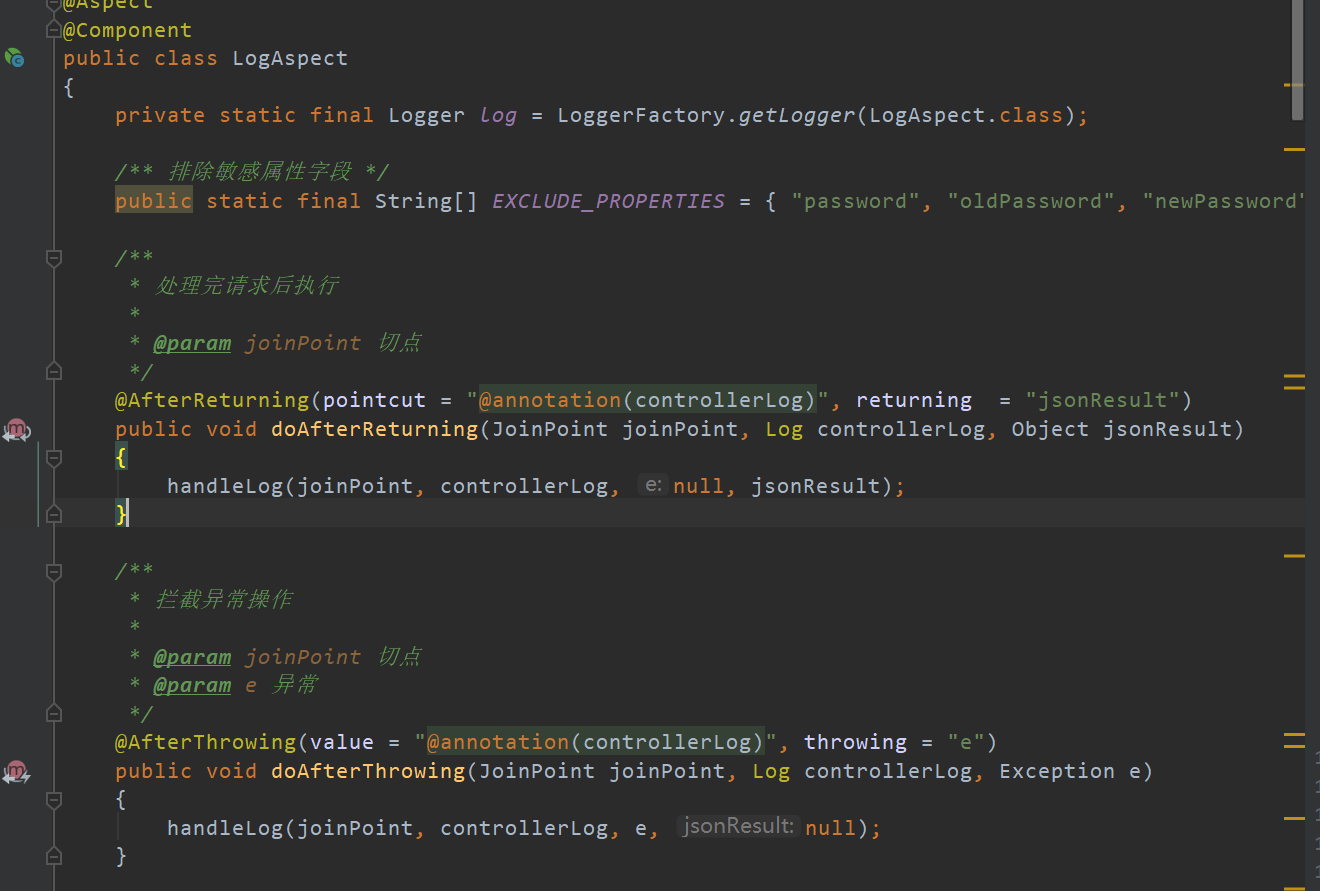 @Aspect
@Component
public class LogAspect
{
private static final Logger log = LoggerFactory.getLogger(LogAspect.class);
/** 排除敏感属性字段 */
public static final String[] EXCLUDE_PROPERTIES = { "password", "oldPassword", "newPassword"
/**
* 处理完请求后执行
*
* @param joinPoint 切点
*/
@AfterReturning(pointcut = "@annotation(controllerLog)", returning = "jsonResult")
public void doAfterReturning(JoinPoint joinPoint, Log controllerLog, Object jsonResult)
{
handleLog(joinPoint, controllerLog, e: null, jsonResult);
}
/**
* 拦截异常操作
*
* @param joinPoint 切点
* @param e 异常
*/
@AfterThrowing(value = "@annotation(controllerLog)", throwing = "e")
public void doAfterThrowing(JoinPoint joinPoint, Log controllerLog, Exception e)
{
handleLog(joinPoint, controllerLog, e, jsonResult: null);
}